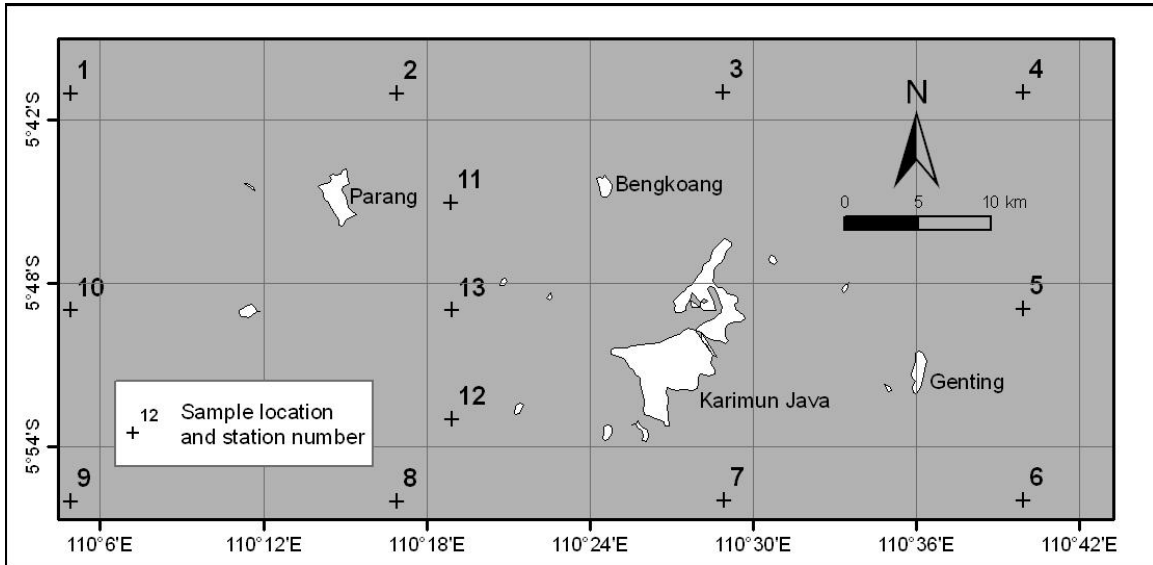 1
2
3
4
N
5°42'S
Parang
11
Bengkoang
0 5 10 km
5°48'S
10
13
5
12
Karimun Java
Genting
12 Sample location
and station number
5°54'S
9
8
7
6
110°6'E 110°12'E 110°18'E 110°24'E 110°30'E 110°36'E 110°42'E